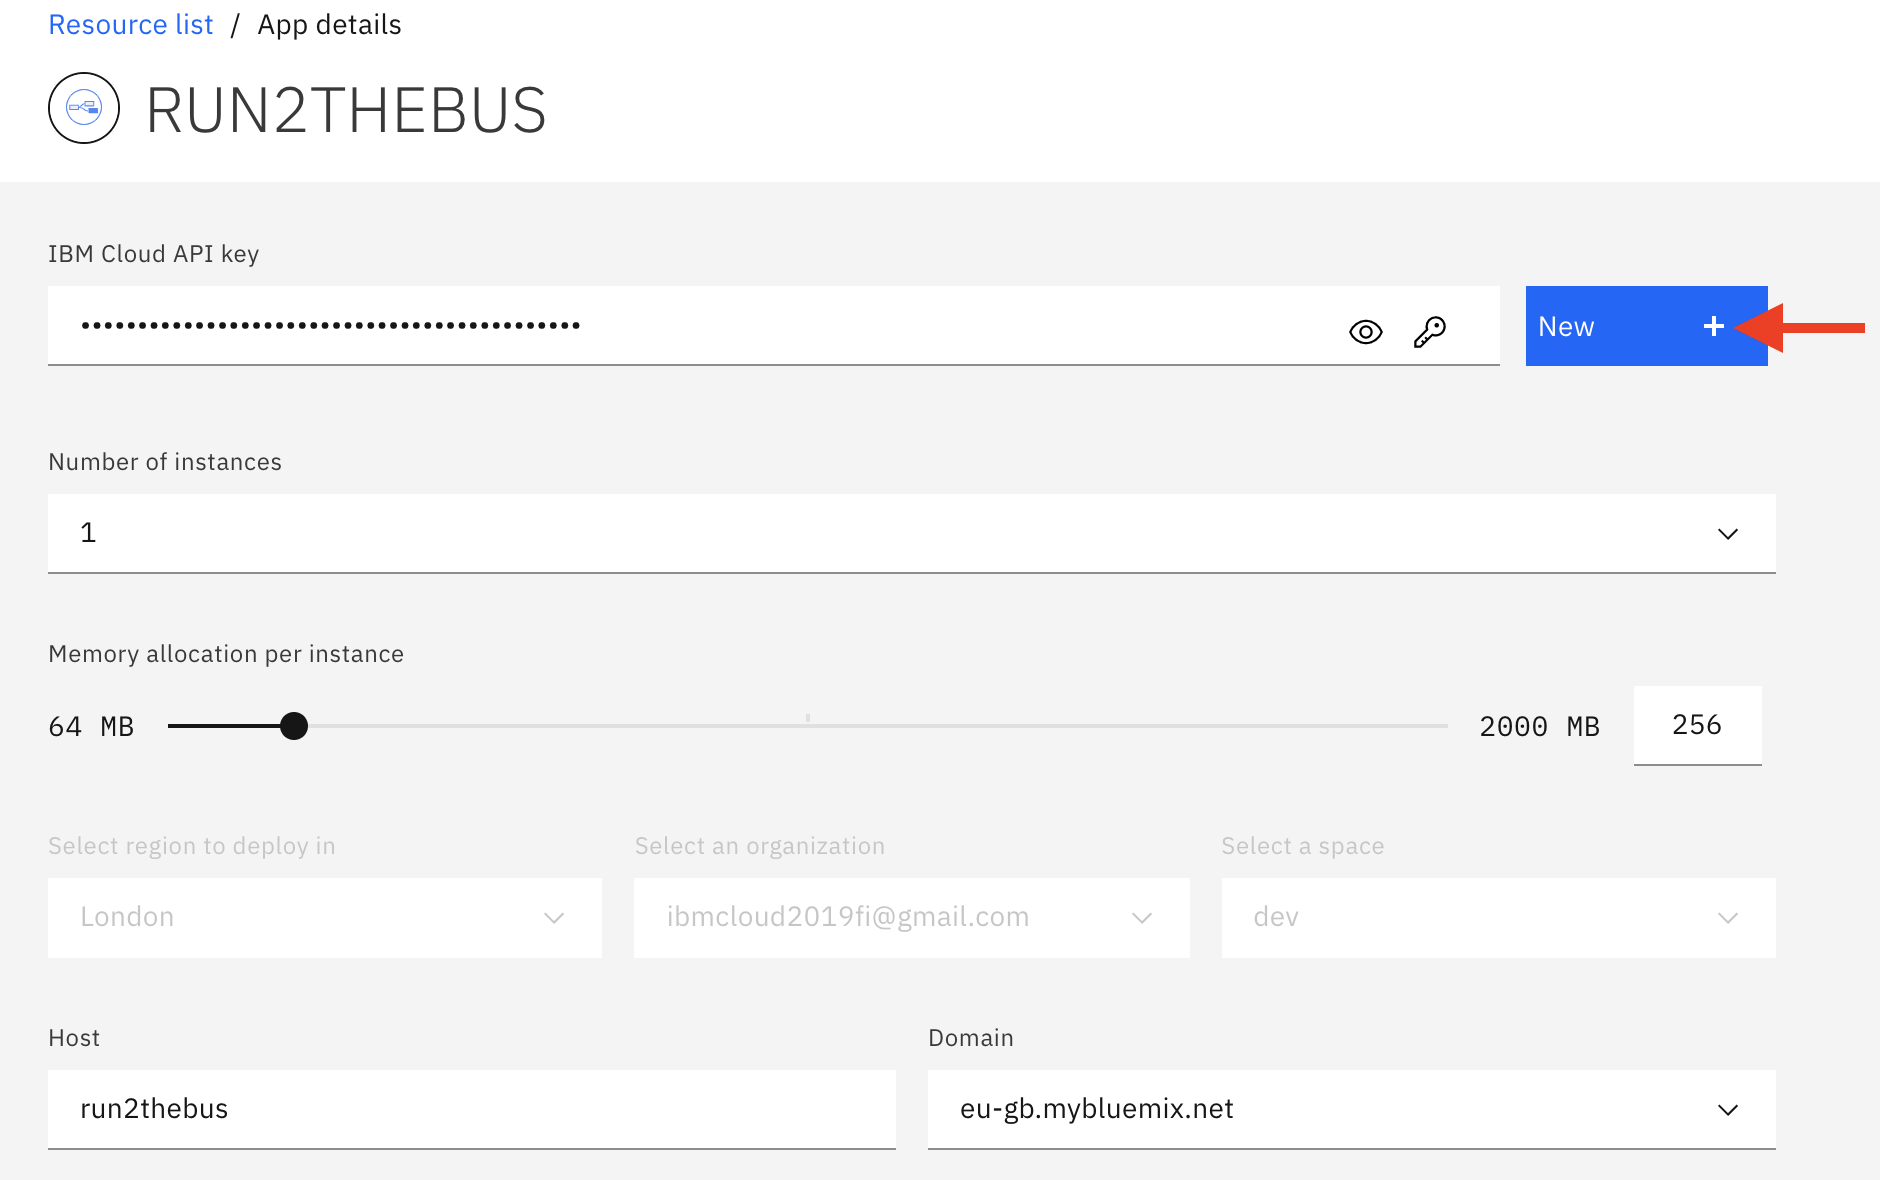 Resource list / App details
RUN2THEBUS
IBM Cloud API key
••••••••••••••••••••••••••••••••••••••••••••
New +
Number of instances
1
Memory allocation per instance
64 MB 2000 MB 256
Select region to deploy in Select an organization Select a space
London ibmcloud2019fi@gmail.com dev
Host Domain
run2thebus eu-gb.mybluemix.net